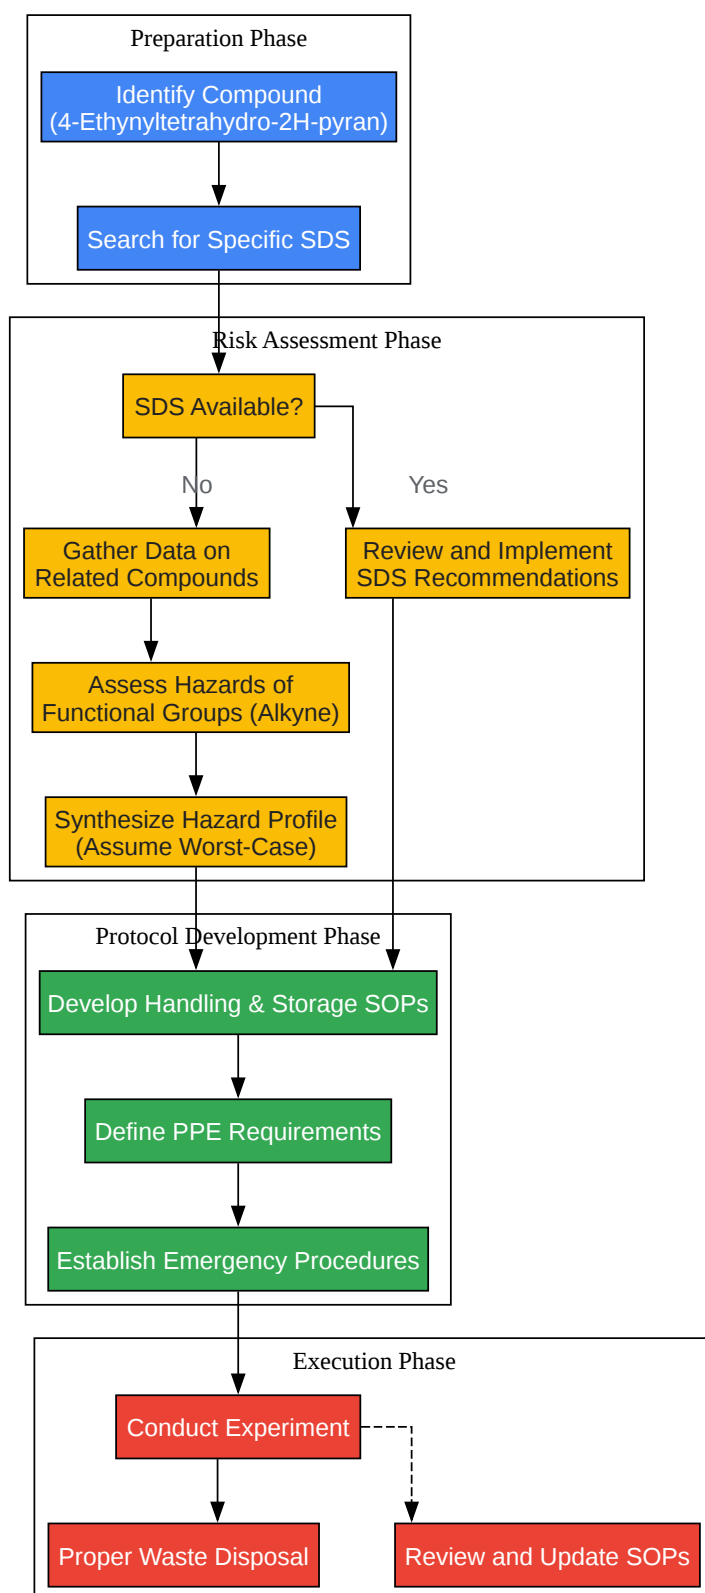 Preparation Phase
Identify Compound
(4-Ethynyltetrahydro-2H-pyran)
Search for Specific SDS
Risk Assessment Phase
SDS Available?
No
Yes
Gather Data on
Related Compounds
Review and Implement
SDS Recommendations
Assess Hazards of
Functional Groups (Alkyne)
Synthesize Hazard Profile
(Assume Worst-Case)
Protocol Development Phase
Develop Handling & Storage SOPs
Define PPE Requirements
Establish Emergency Procedures
Execution Phase
Conduct Experiment
Proper Waste Disposal
Review and Update SOPs